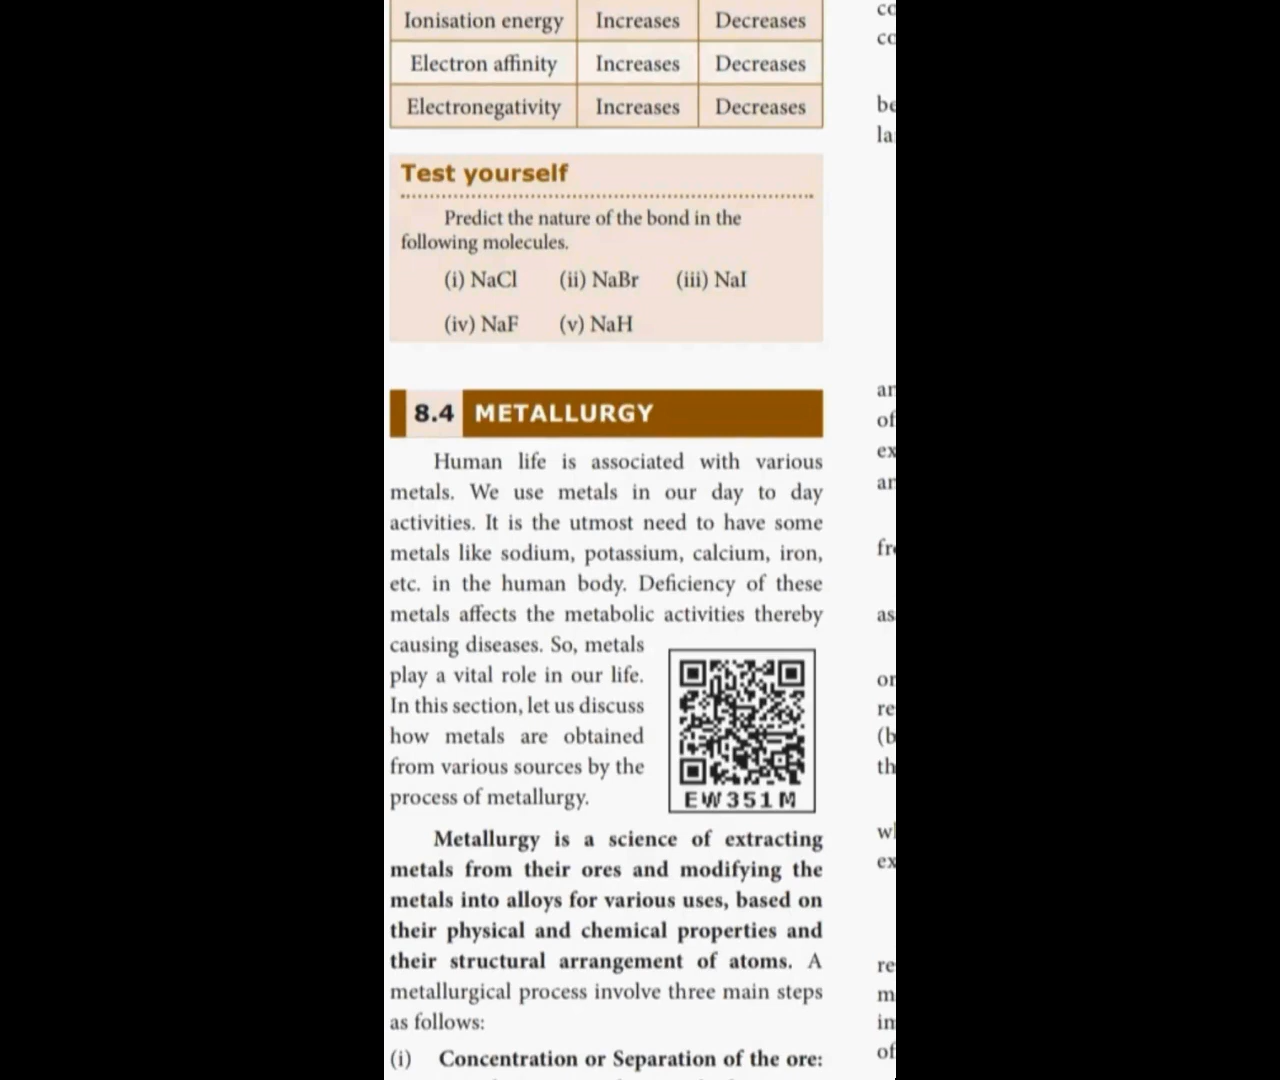 Ionisation energy Increases Decreases
Electron affinity Increases Decreases
Electronegativity Increases Decreases
Test yourself
Predict the nature of the bond in the
following molecules.
(i) NaCl (ii) NaBr (iii) NaI
(iv) NaF (v) NaH
8.4 METALLURGY
Human life is associated with various
metals. We use metals in our day to day
activities. It is the utmost need to have some
metals like sodium, potassium, calcium, iron,
etc. in the human body. Deficiency of these
metals affects the metabolic activities thereby
causing diseases. So, metals
play a vital role in our life.
In this section, let us discuss
how metals are obtained
from various sources by the
process of metallurgy.
EW351M
Metallurgy is a science of extracting
metals from their ores and modifying the
metals into alloys for various uses, based on
their physical and chemical properties and
their structural arrangement of atoms. A
metallurgical process involve three main steps
as follows:
(i) Concentration or Separation of the ore: